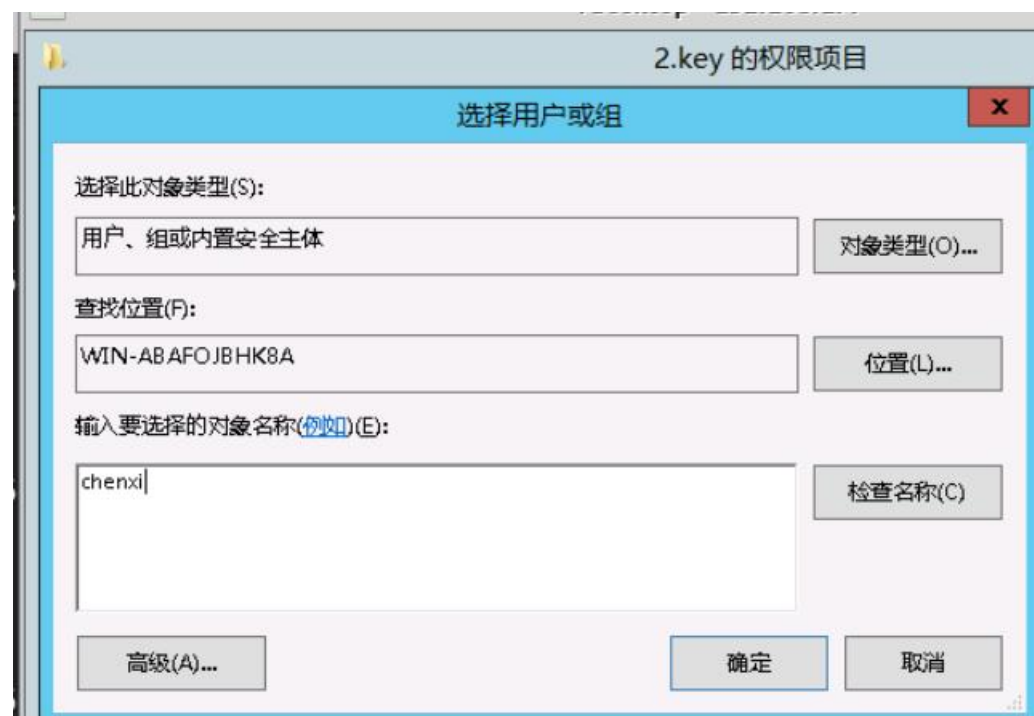 2.key 的权限项目
选择用户或组
x
选择此对象类型(S):
用户、组或内置安全主体
对象类型(O)...
查找位置(F):
WIN-ABAFOJBHK8A
位置(L)...
输入要选择的对象名称(例如)(E):
chenxi
检查名称(C)
高级(A)...
确定
取消